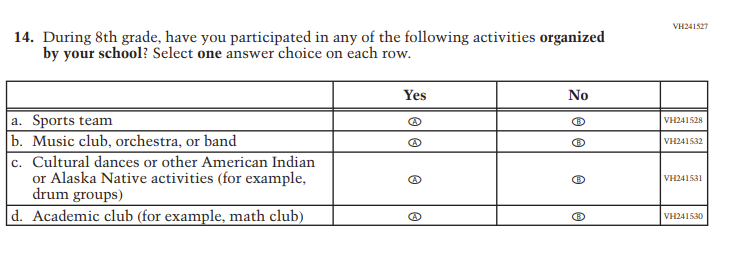 VH241527
14. During 8th grade, have you participated in any of the following activities organized
by your school? Select one answer choice on each row.
Yes No
a. Sports team Ⓐ Ⓑ VH241528
b. Music club, orchestra, or band Ⓐ Ⓑ VH241532
c. Cultural dances or other American Indian
or Alaska Native activities (for example, Ⓐ Ⓑ VH241531
drum groups)
d. Academic club (for example, math club) Ⓐ Ⓑ VH241530